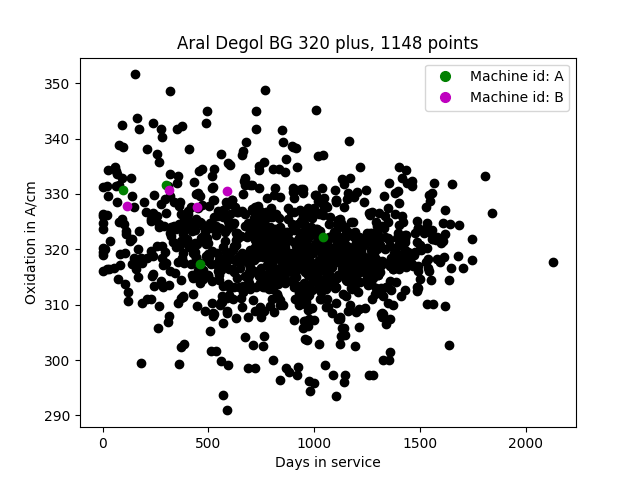 Aral Degol BG 320 plus, 1148 points
Machine id: A
Machine id: B
350
340
330
320
310
300
290
Oxidation in A/cm
0 500 1000 1500 2000
Days in service